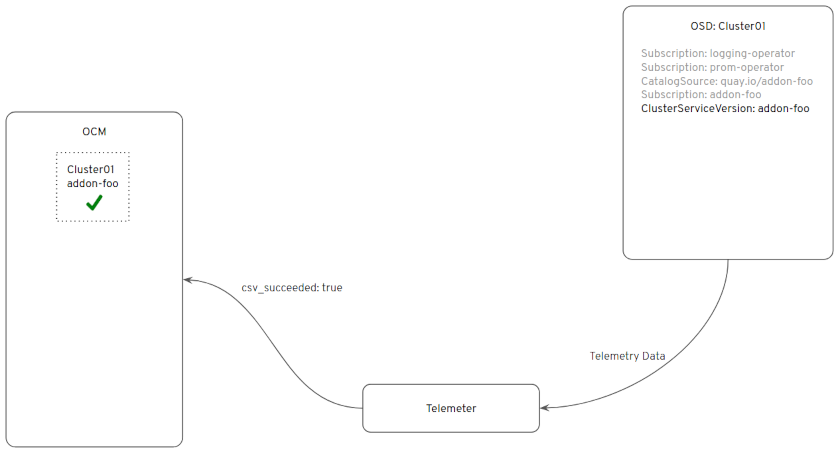 OSD: Cluster01
Subscription: logging-operator
Subscription: prom-operator
CatalogSource: quay.io/addon-foo
Subscription: addon-foo
ClusterServiceVersion: addon-foo
OCM
Cluster01
addon-foo
csv_succeeded: true
Telemetry Data
Telemeter